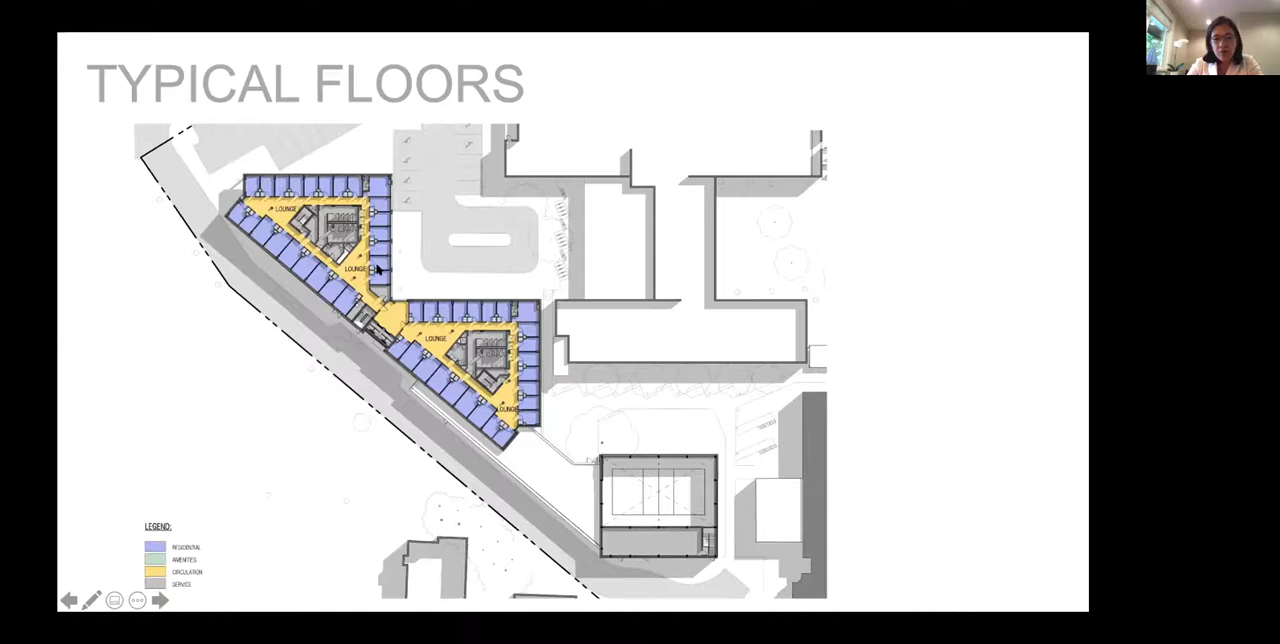 TYPICAL FLOORS
LOUNGE
LOUNGE
LOUNGE
LOUNGE
LEGEND:
RESIDENTIAL
AMENITIES
CIRCULATION
SERVICE